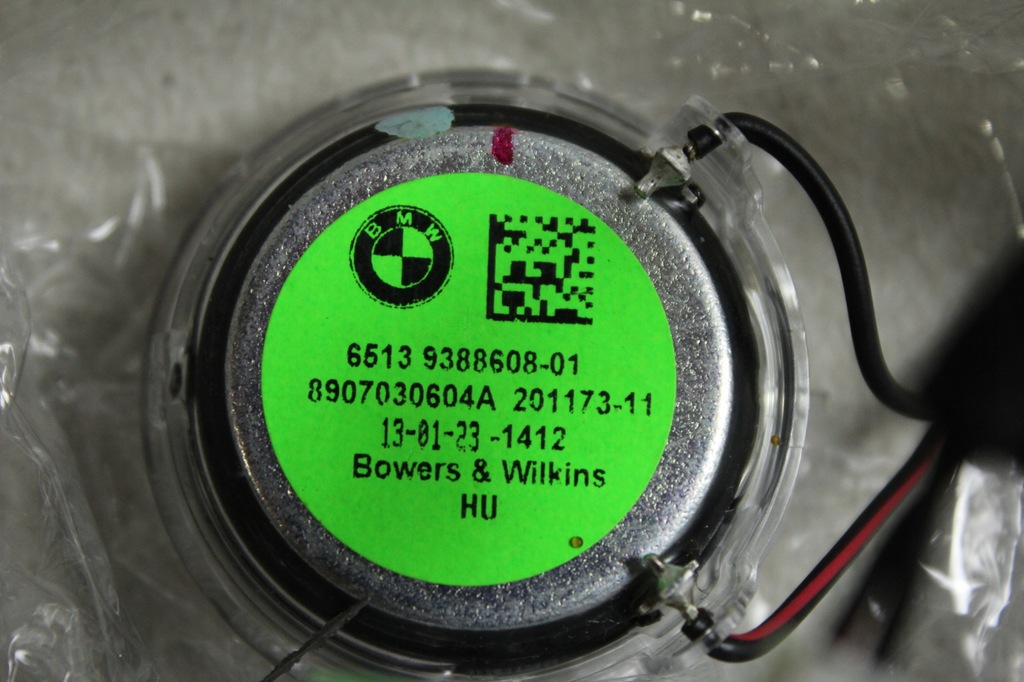 BMW
6513 9388608-01
8907030604A 201173-11
13-01-23 -1412
Bowers & Wilkins
HU